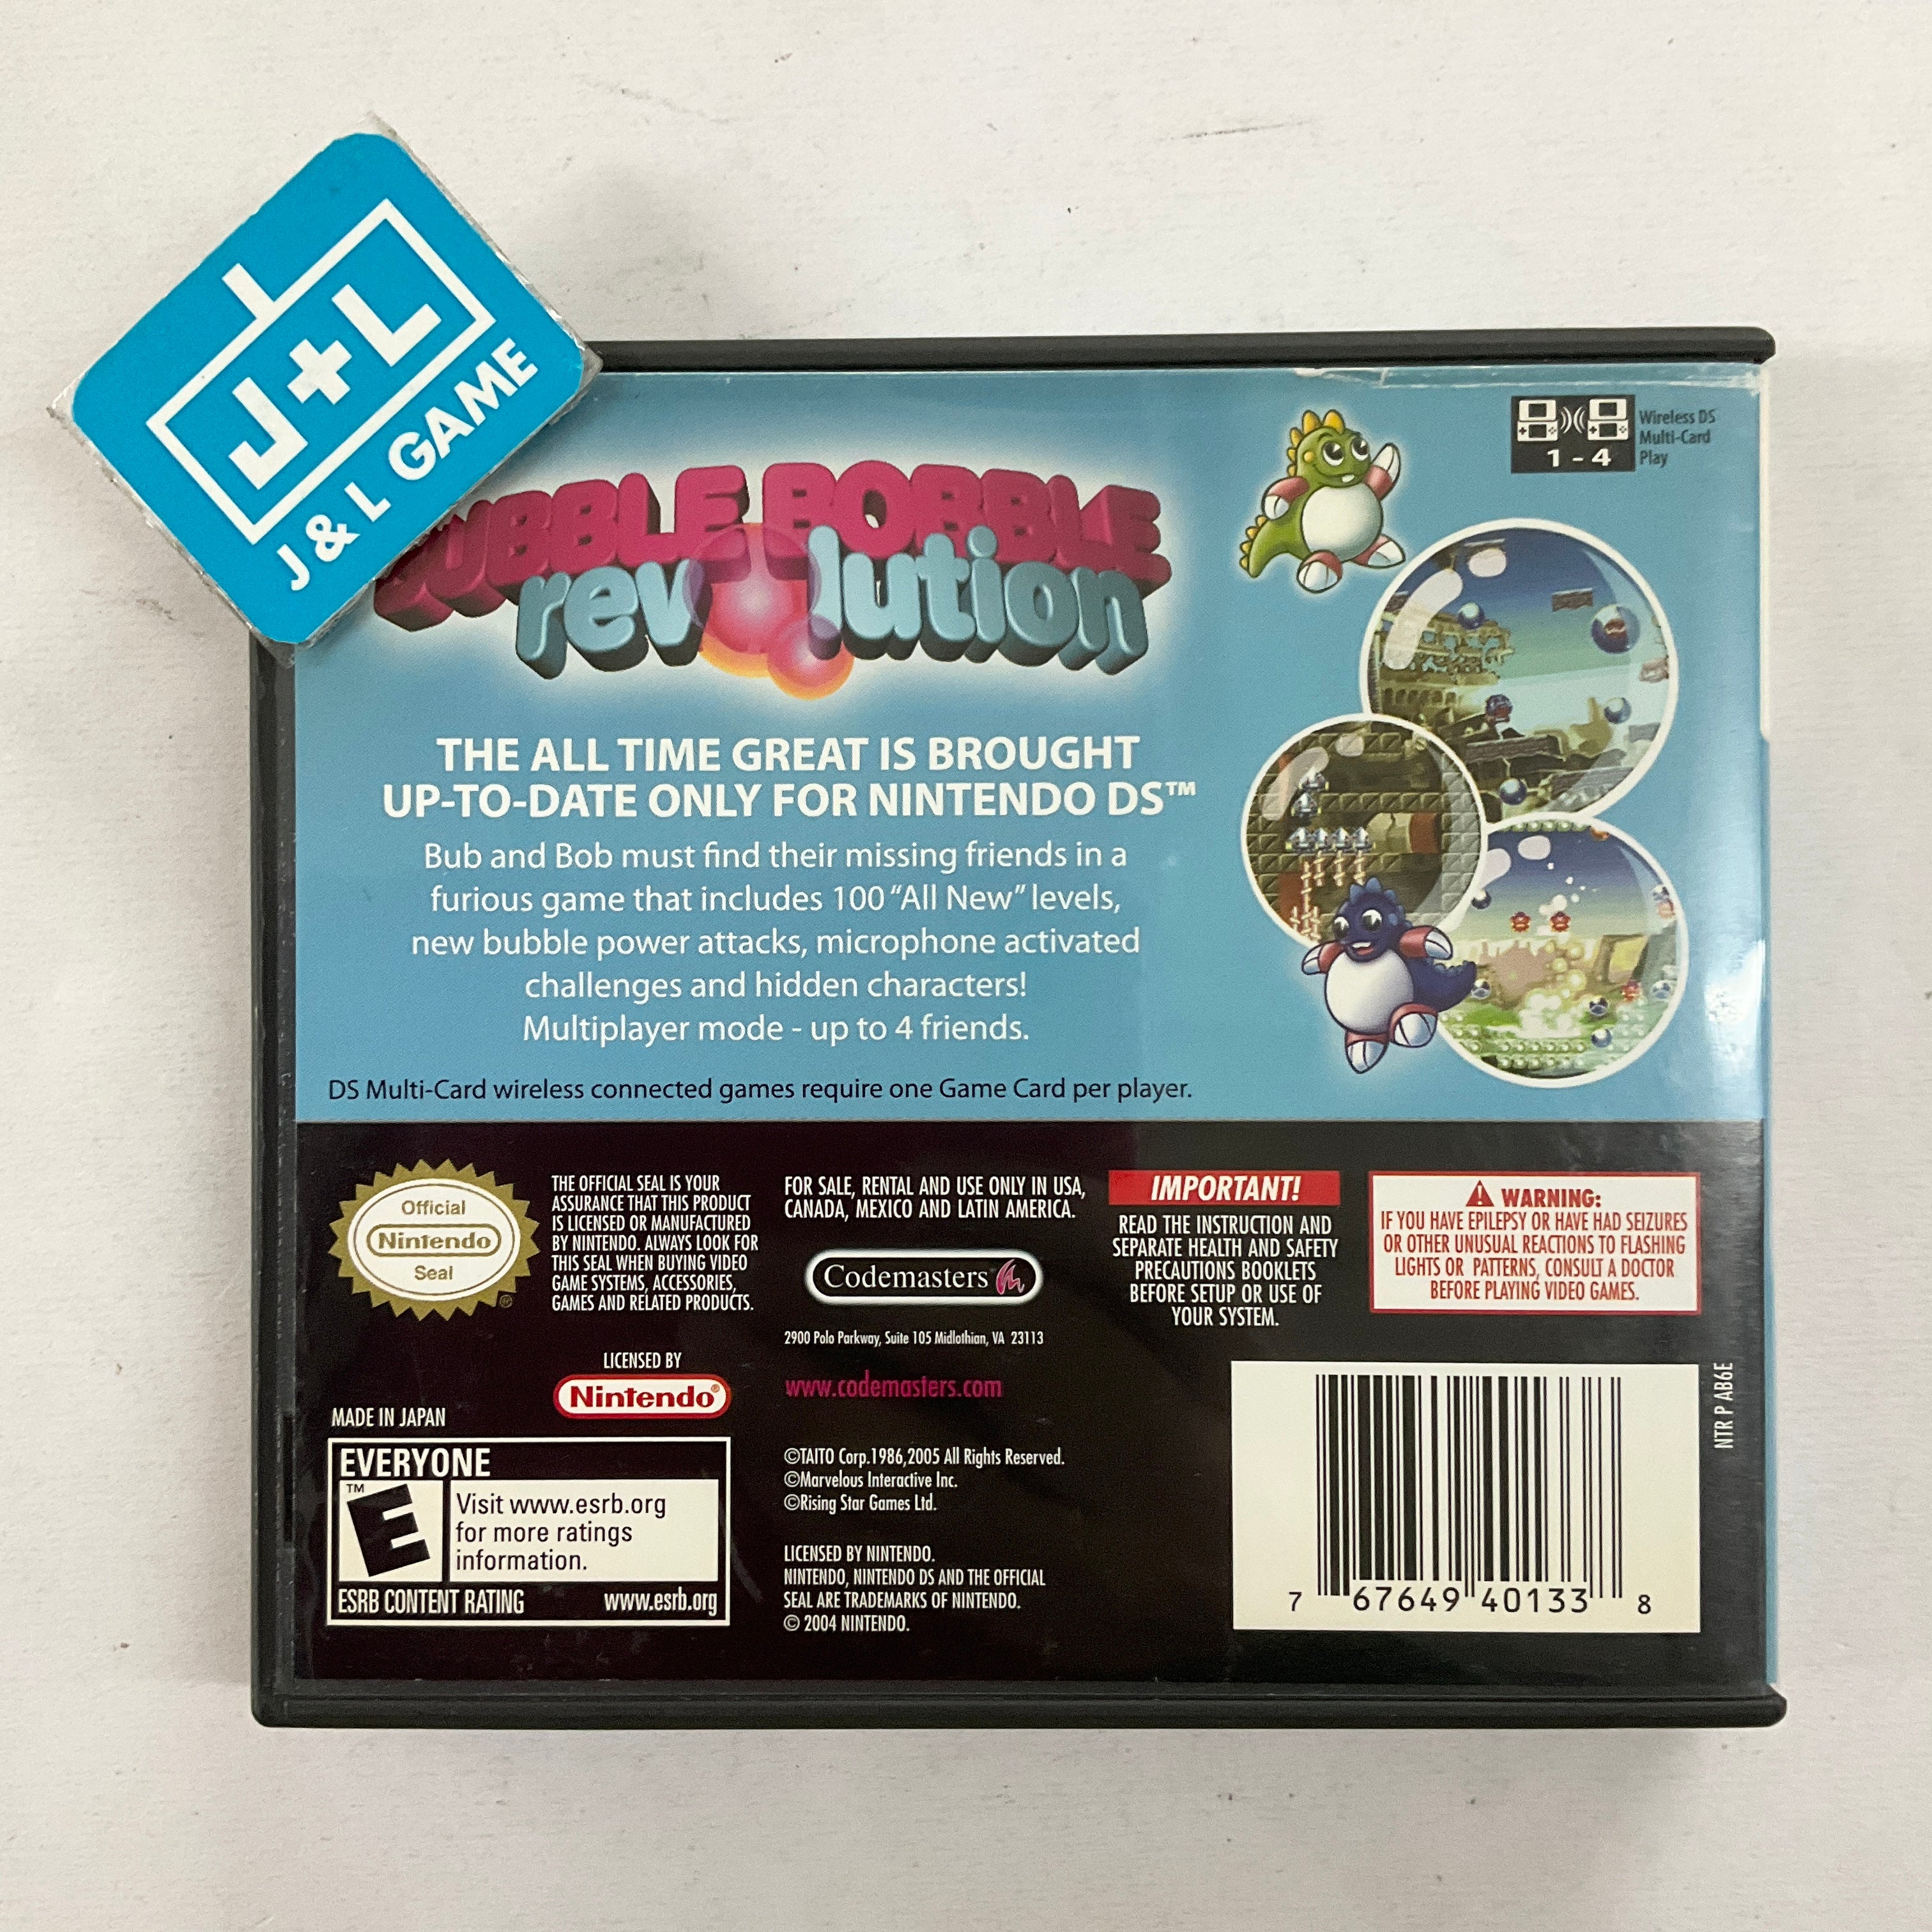 J+L
J & L GAME
BUBBLE BOBBLE
revolution
Wireless DS
Multi-Card
Play
1 - 4
THE ALL TIME GREAT IS BROUGHT
UP-TO-DATE ONLY FOR NINTENDO DS™
Bub and Bob must find their missing friends in a
furious game that includes 100 “All New” levels,
new bubble power attacks, microphone activated
challenges and hidden characters!
Multiplayer mode - up to 4 friends.
DS Multi-Card wireless connected games require one Game Card per player.
Official
Nintendo
Seal
®
THE OFFICIAL SEAL IS YOUR
ASSURANCE THAT THIS PRODUCT
IS LICENSED OR MANUFACTURED
BY NINTENDO. ALWAYS LOOK FOR
THIS SEAL WHEN BUYING VIDEO
GAME SYSTEMS, ACCESSORIES,
GAMES AND RELATED PRODUCTS.
LICENSED BY
Nintendo®
MADE IN JAPAN
EVERYONE
™
E
Visit www.esrb.org
for more ratings
information.
ESRB CONTENT RATING www.esrb.org
FOR SALE, RENTAL AND USE ONLY IN USA,
CANADA, MEXICO AND LATIN AMERICA.
Codemasters
2900 Polo Parkway, Suite 105 Midlothian, VA 23113
www.codemasters.com
©TAITO Corp.1986,2005 All Rights Reserved.
©Marvelous Interactive Inc.
©Rising Star Games Ltd.
LICENSED BY NINTENDO.
NINTENDO, NINTENDO DS AND THE OFFICIAL
SEAL ARE TRADEMARKS OF NINTENDO.
© 2004 NINTENDO.
IMPORTANT!
READ THE INSTRUCTION AND
SEPARATE HEALTH AND SAFETY
PRECAUTIONS BOOKLETS
BEFORE SETUP OR USE OF
YOUR SYSTEM.
WARNING:
IF YOU HAVE EPILEPSY OR HAVE HAD SEIZURES
OR OTHER UNUSUAL REACTIONS TO FLASHING
LIGHTS OR PATTERNS, CONSULT A DOCTOR
BEFORE PLAYING VIDEO GAMES.
NTR P AB6E
7 67649 40133 8